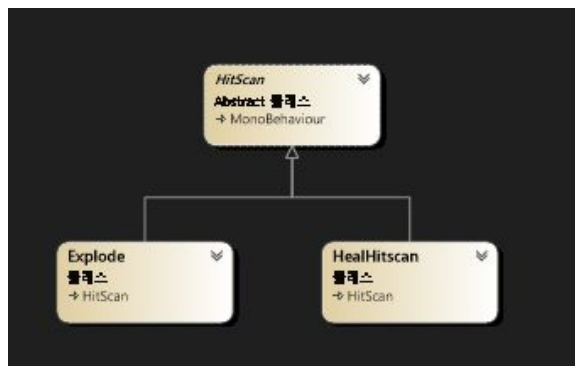 HitScan
Abstract 클래스
→ MonoBehaviour
Explode
클래스
→ HitScan
HealHitscan
클래스
→ HitScan